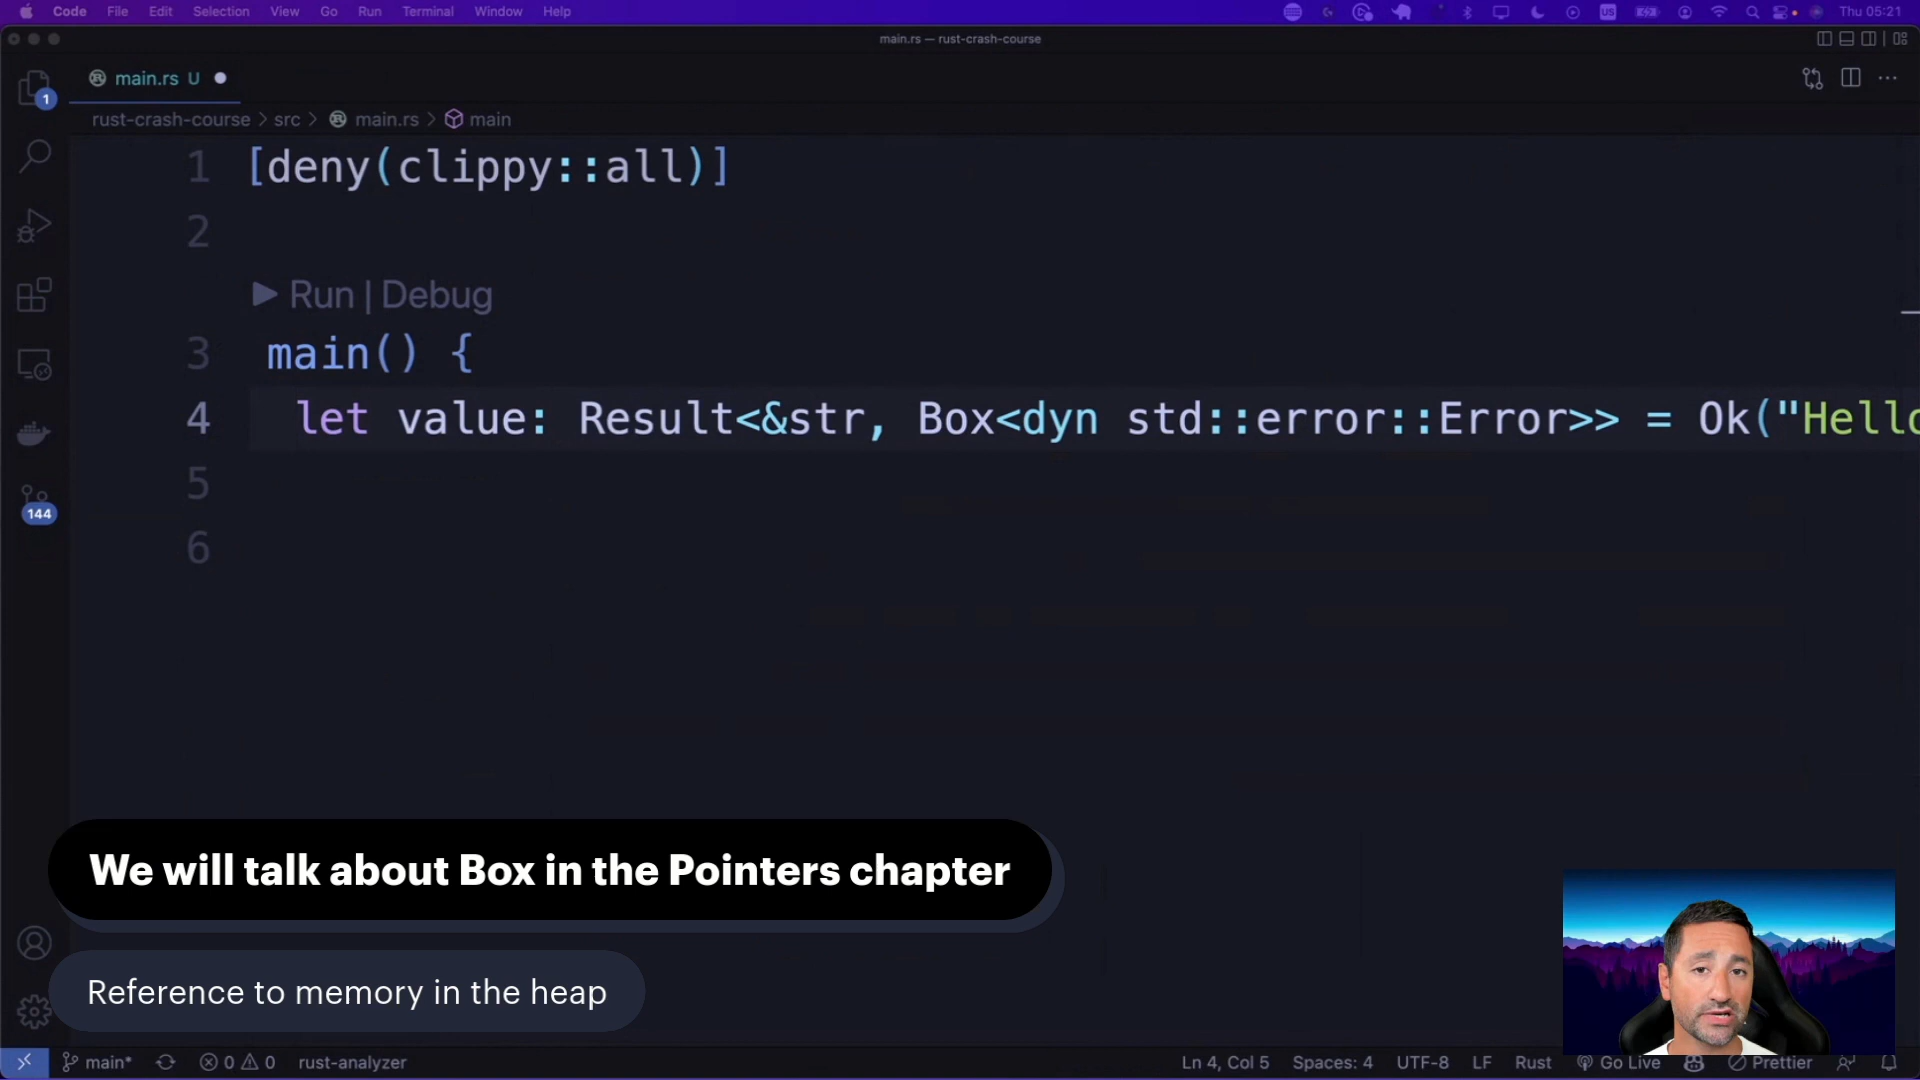 Code File Edit Selection View Go Run Terminal Window Help US Thu 05:21
main.rs — rust-crash-course
main.rs U
1
rust-crash-course > src > main.rs > main
1 [deny(clippy::all)]
2
Run | Debug
3 main() {
4 let value: Result<&str, Box<dyn std::error::Error>> = Ok("Hello
5
144
6
We will talk about Box in the Pointers chapter
Reference to memory in the heap
main* 0 0 rust-analyzer Ln 4, Col 5 Spaces: 4 UTF-8 LF Rust Go Live Prettier